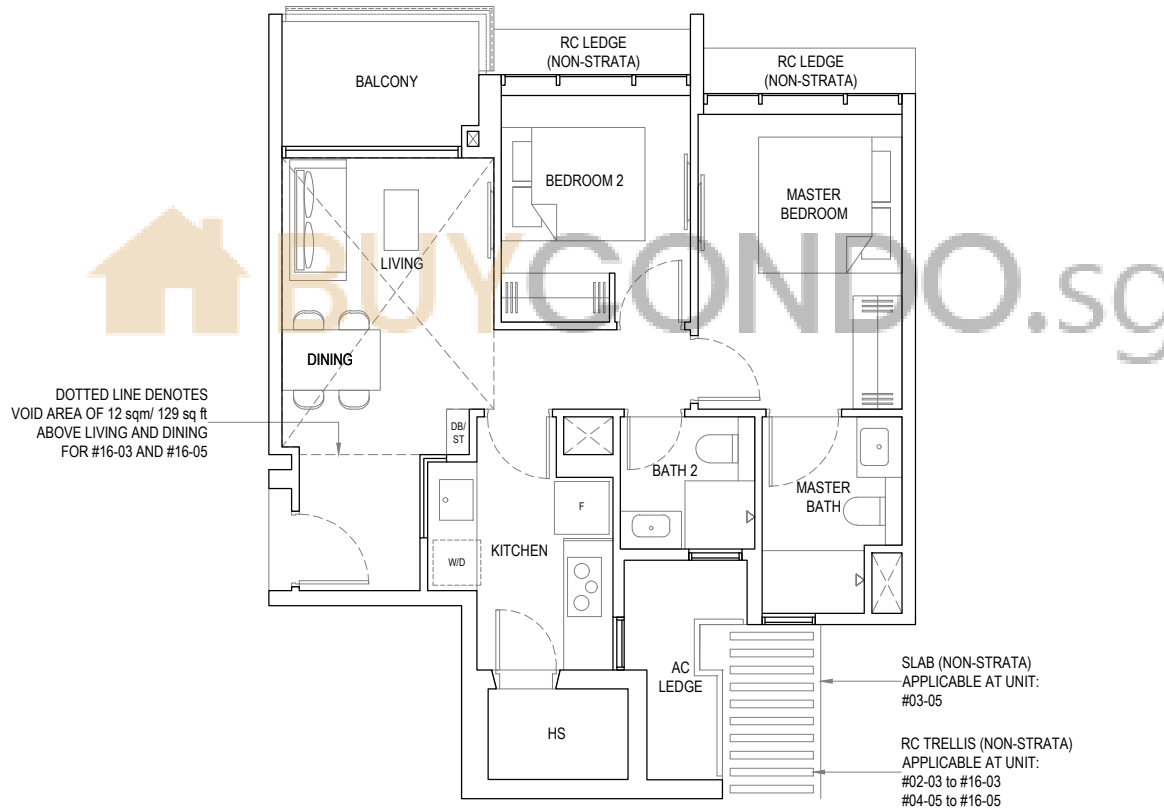 RC LEDGE
(NON-STRATA)
RC LEDGE
(NON-STRATA)
BALCONY
BEDROOM 2
MASTER
BEDROOM
LIVING
BUYCONDO.sg
DINING
DOTTED LINE DENOTES
VOID AREA OF 12 sqm/ 129 sq ft
ABOVE LIVING AND DINING
FOR #16-03 AND #16-05
DB/
ST
BATH 2
MASTER
BATH
F
KITCHEN
W/D
AC
LEDGE
HS
SLAB (NON-STRATA)
APPLICABLE AT UNIT:
#03-05
RC TRELLIS (NON-STRATA)
APPLICABLE AT UNIT:
#02-03 to #16-03
#04-05 to #16-05